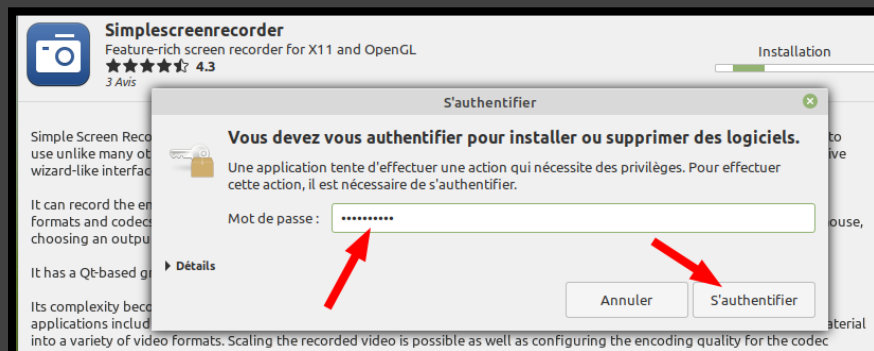 Simplescreenrecorder
Feature-rich screen recorder for X11 and OpenGL
4.3
3 Avis
Installation
S'authentifier
Vous devez vous authentifier pour installer ou supprimer des logiciels.
Une application tente d'effectuer une action qui nécessite des privilèges. Pour effectuer
cette action, il est nécessaire de s'authentifier.
Mot de passe : ••••••••••
Détails
Annuler
S'authentifier
Simple Screen Reco
to
use unlike many ot
ive
wizard-like interfac
It can record the en
formats and codecs
ouse,
choosing an outpu
It has a Qt-based gr
Its complexity beco
applications includ
aterial
into a variety of video formats. Scaling the recorded video is possible as well as configuring the encoding quality for the codec